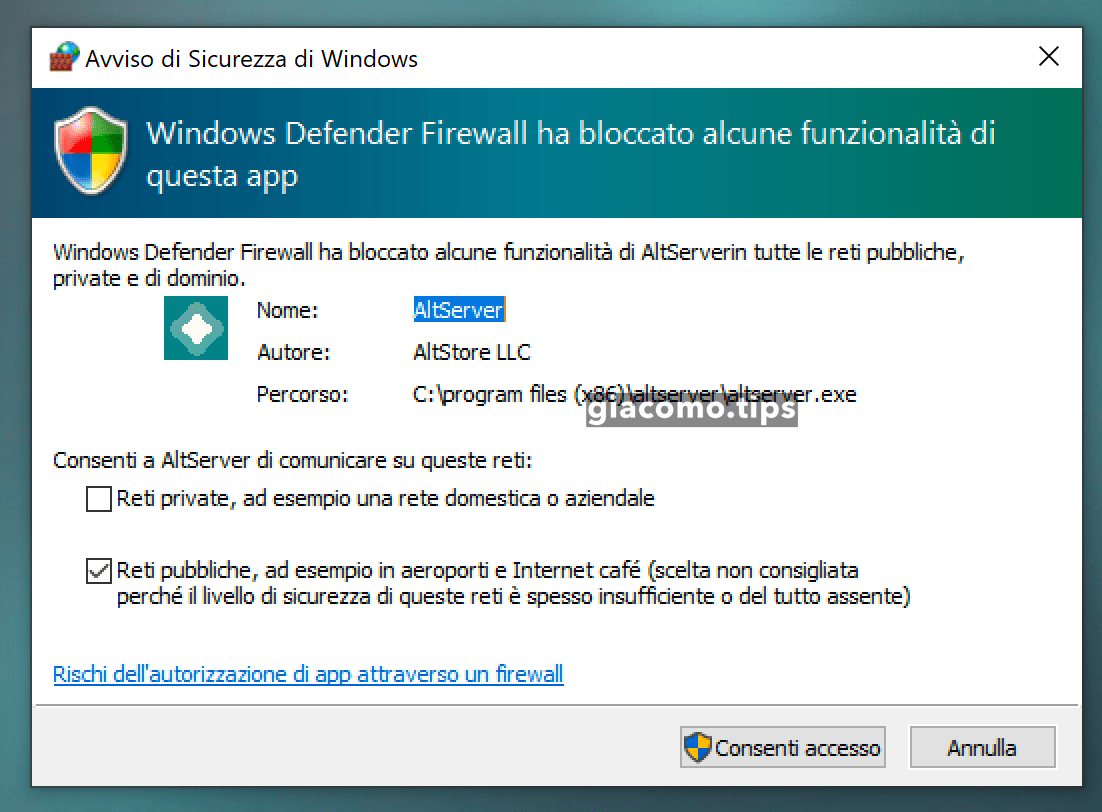 Avviso di Sicurezza di Windows
Windows Defender Firewall ha bloccato alcune funzionalità di
questa app
Windows Defender Firewall ha bloccato alcune funzionalità di AltServerin tutte le reti pubbliche,
private e di dominio.
Nome: AltServer
Autore: AltStore LLC
Percorso: C:\program files (x86)\altserver\altserver.exe
giacomo.tips
Consenti a AltServer di comunicare su queste reti:
Reti private, ad esempio una rete domestica o aziendale
Reti pubbliche, ad esempio in aeroporti e Internet café (scelta non consigliata
perché il livello di sicurezza di queste reti è spesso insufficiente o del tutto assente)
Rischi dell'autorizzazione di app attraverso un firewall
Consenti accesso Annulla